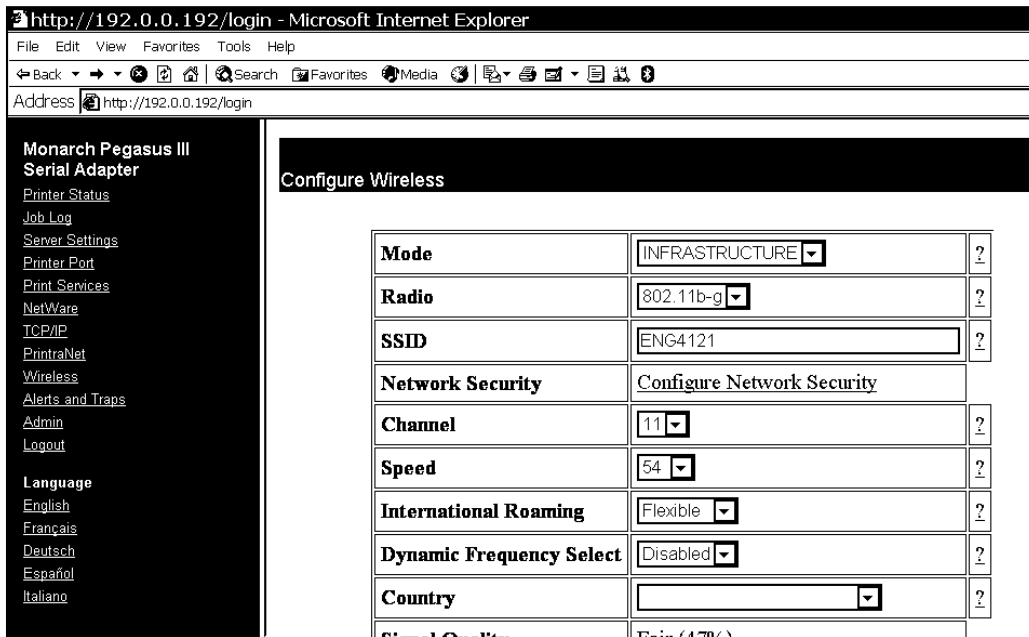 http://192.0.0.192/login - Microsoft Internet Explorer
File Edit View Favorites Tools Help
Back Search Favorites Media
Address http://192.0.0.192/login
Monarch Pegasus III
Serial Adapter
Printer Status
Job Log
Server Settings
Printer Port
Print Services
NetWare
TCP/IP
PrintraNet
Wireless
Alerts and Traps
Admin
Logout
Language
English
Français
Deutsch
Español
Italiano
Configure Wireless
Mode INFRASTRUCTURE ?
Radio 802.11b-g ?
SSID ENG4121 ?
Network Security Configure Network Security
Channel 11 ?
Speed 54 ?
International Roaming Flexible ?
Dynamic Frequency Select Disabled ?
Country ?
Signal Quality Fair (47%)